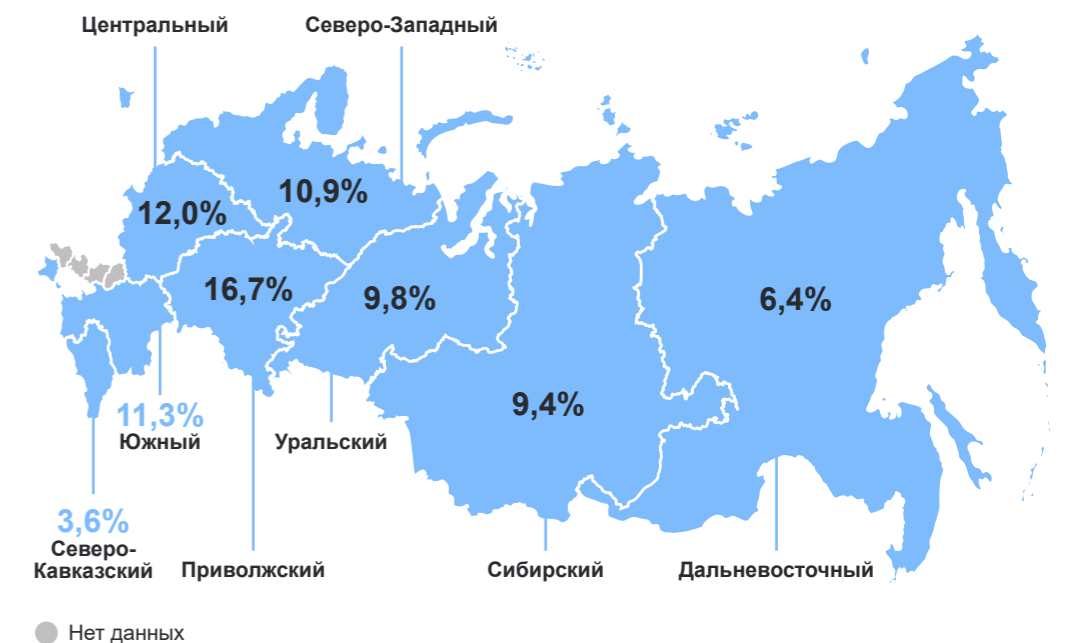 Центральный
Северо-Западный
10,9%
12,0%
16,7%
9,8%
6,4%
9,4%
11,3%
Южный
Уральский
3,6%
Северо-
Кавказский
Приволжский
Сибирский
Дальневосточный
Нет данных